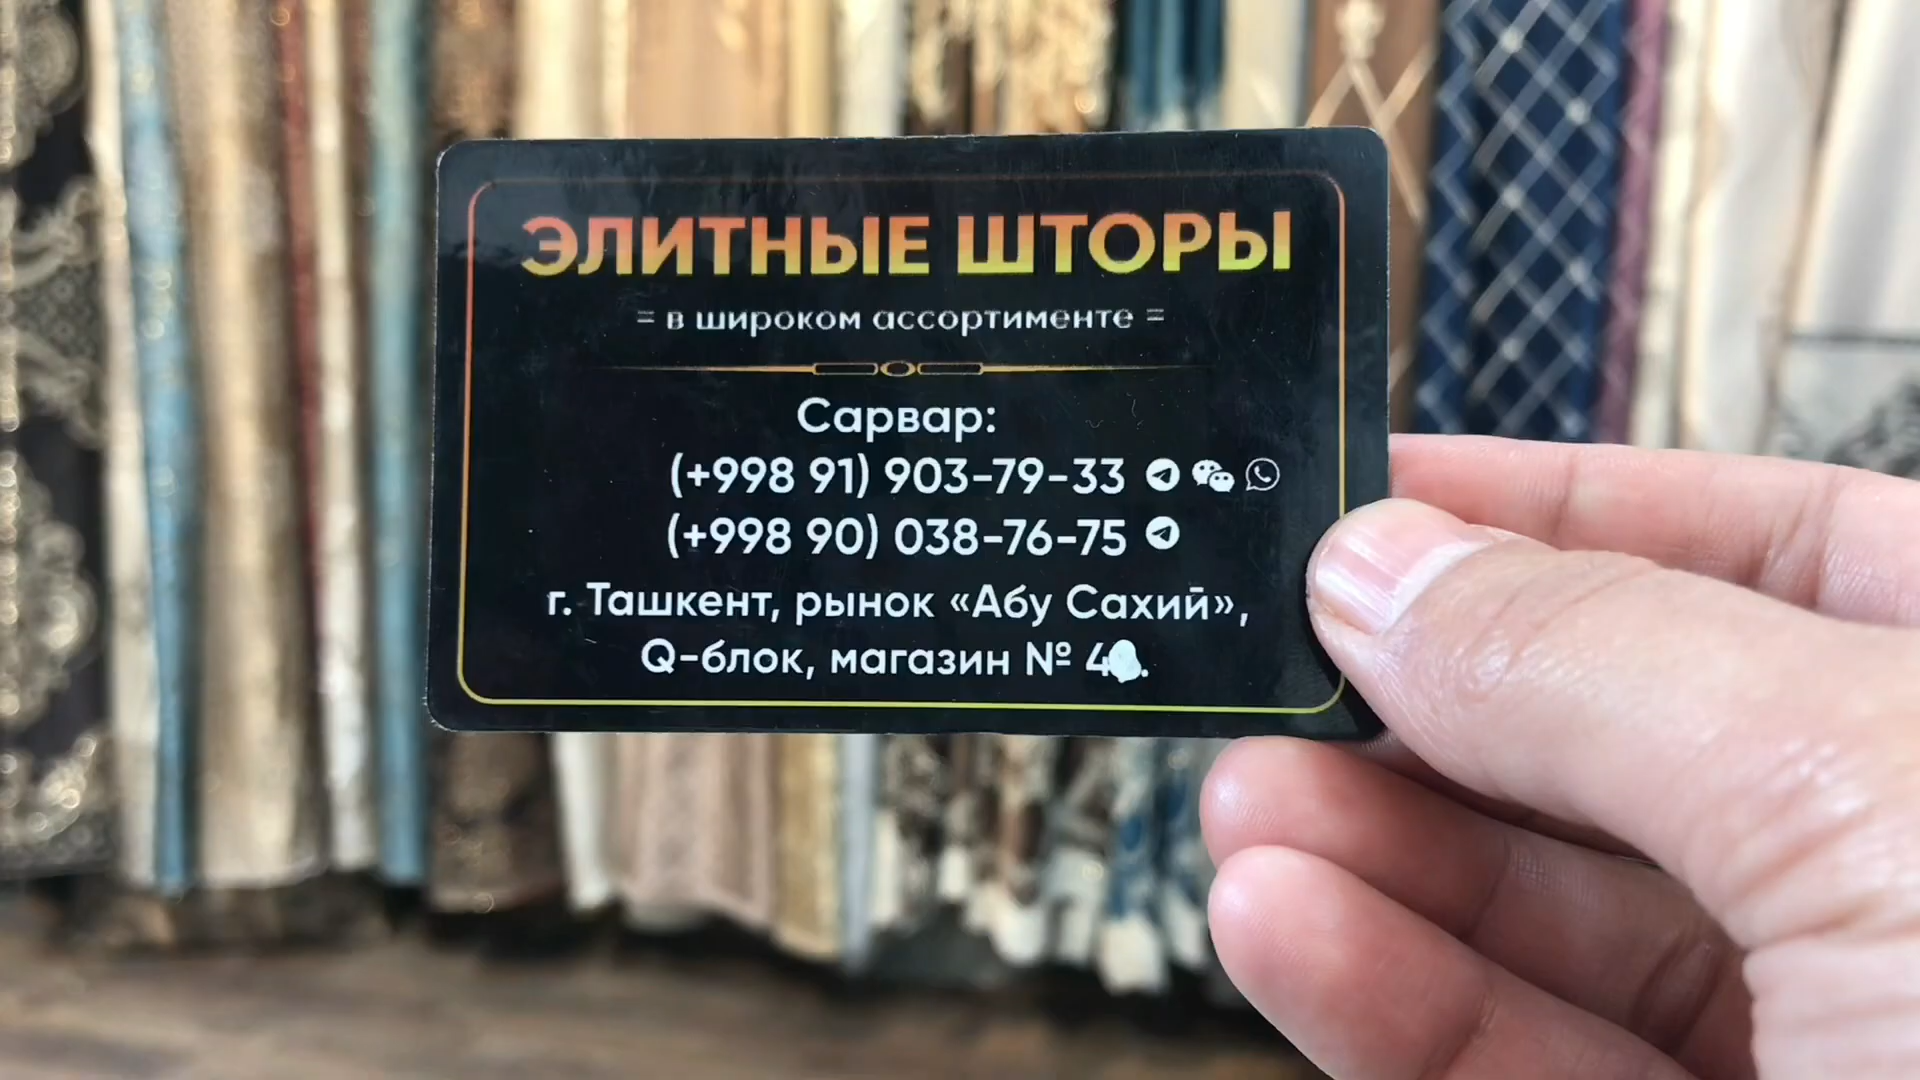 ЭЛИТНЫЕ ШТОРЫ
= в широком ассортименте =
Сарвар:
(+998 91) 903-79-33
(+998 90) 038-76-75
г. Ташкент, рынок «Абу Сахий»,
Q-блок, магазин №